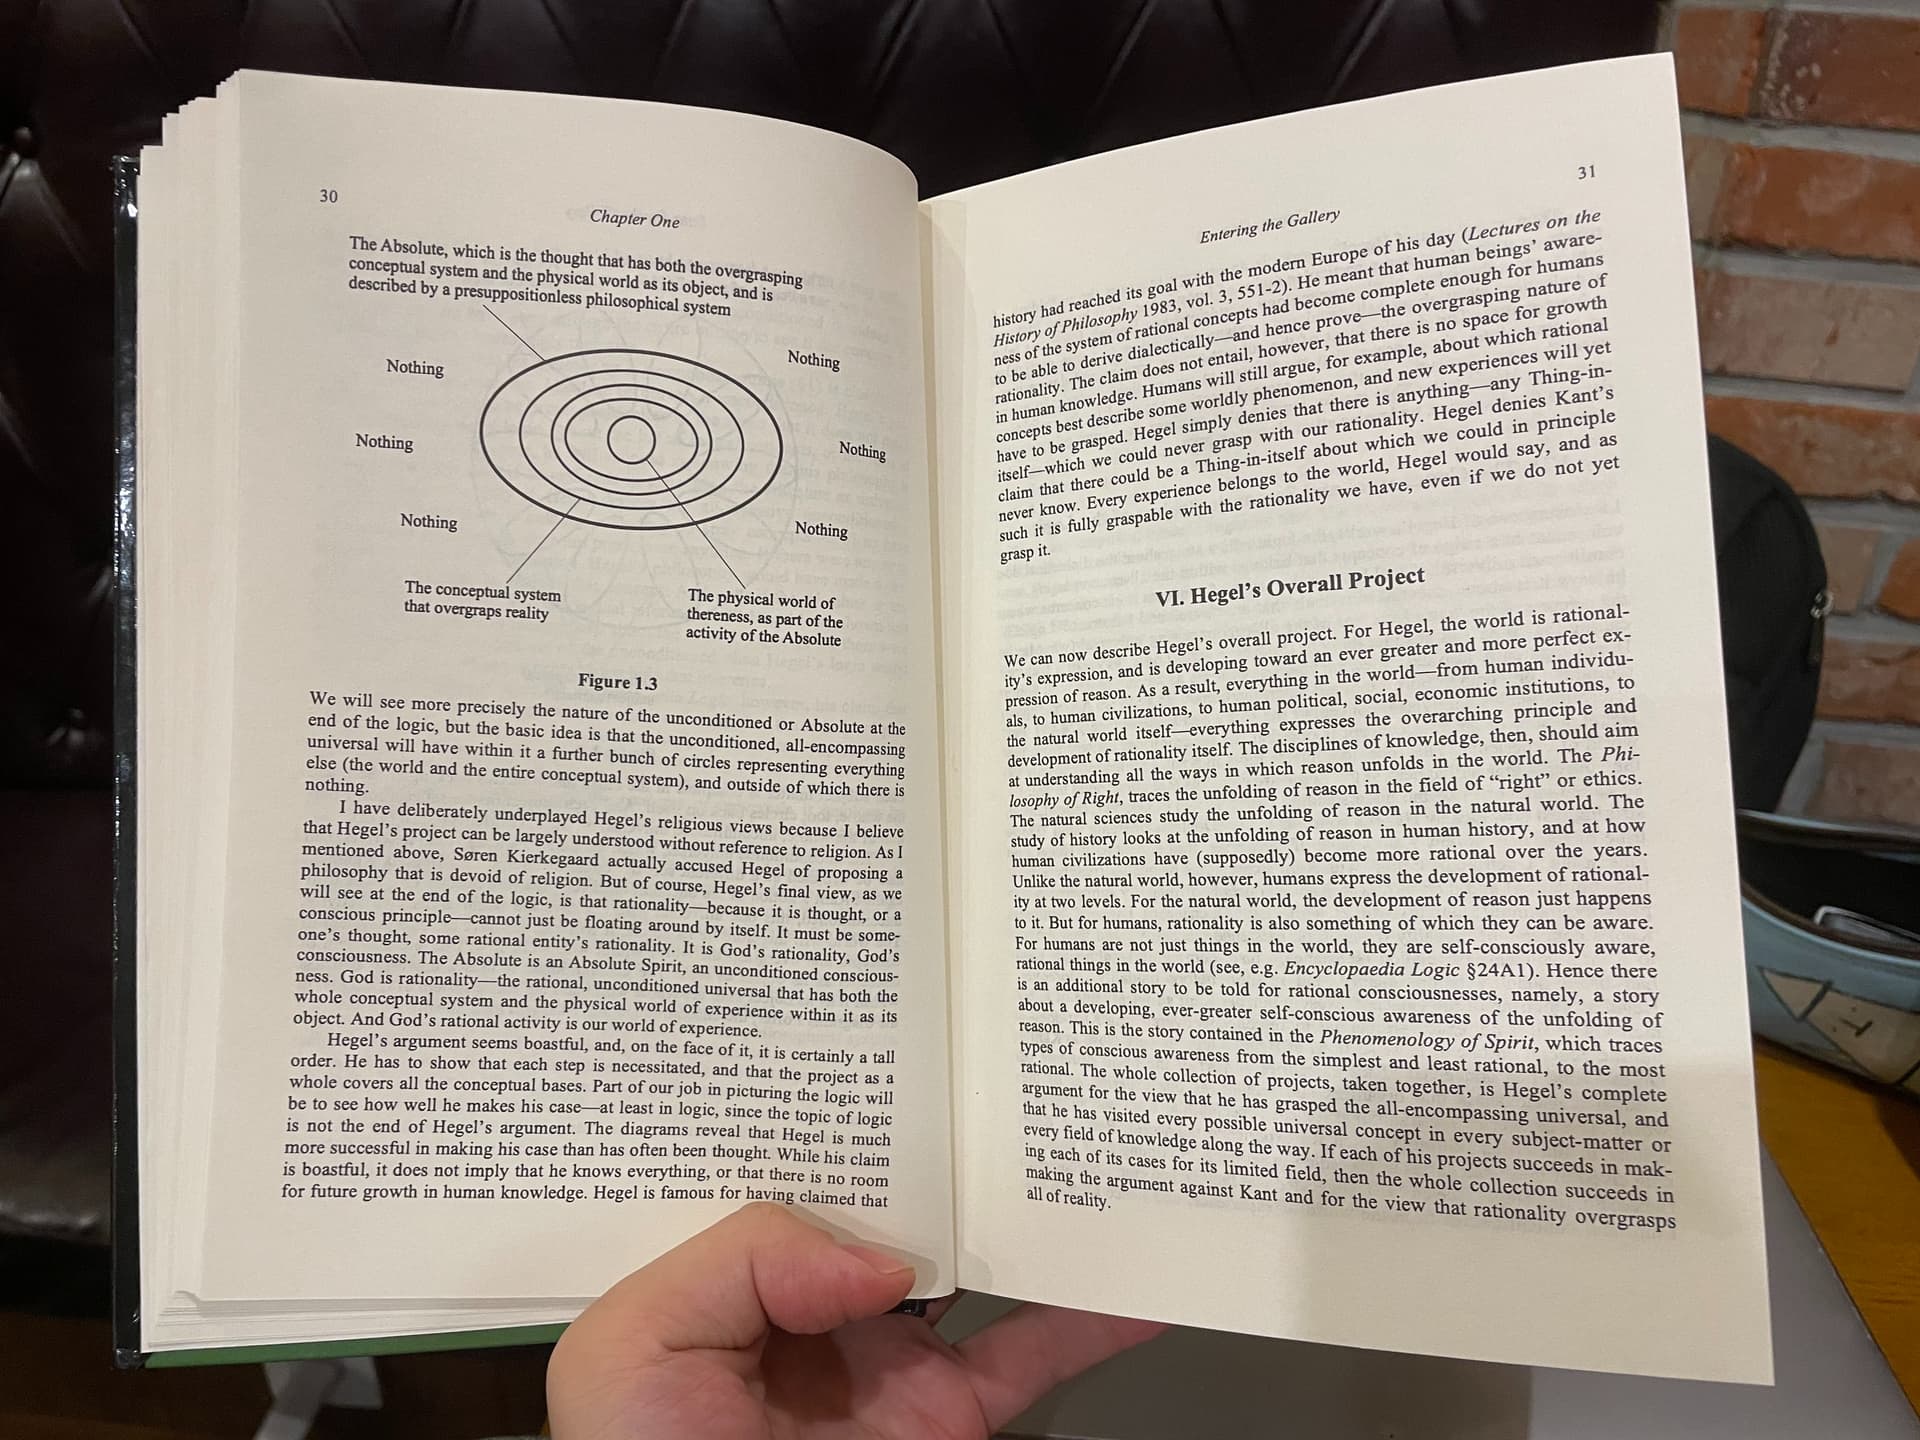 30
Chapter One
The Absolute, which is the thought that has both the overgrasping
conceptual system and the physical world as its object, and is
described by a presuppositionless philosophical system
Nothing
Nothing
Nothing
Nothing
Nothing
Nothing
The conceptual system
that overgraps reality
The physical world of
thereness, as part of the
activity of the Absolute
Figure 1.3
We will see more precisely the nature of the unconditioned or Absolute at the
end of the logic, but the basic idea is that the unconditioned, all-encompassing
universal will have within it a further bunch of circles representing everything
else (the world and the entire conceptual system), and outside of which there is
nothing.
I have deliberately underplayed Hegel's religious views because I believe
that Hegel's project can be largely understood without reference to religion. As I
mentioned above, Søren Kierkegaard actually accused Hegel of proposing a
philosophy that is devoid of religion. But of course, Hegel's final view, as we
will see at the end of the logic, is that rationality—because it is thought, or a
conscious principle—cannot just be floating around by itself. It must be some-
one's thought, some rational entity's rationality. It is God's rationality, God's
consciousness. The Absolute is an Absolute Spirit, an unconditioned conscious-
ness. God is rationality—the rational, unconditioned universal that has both the
whole conceptual system and the physical world of experience within it as its
object. And God's rational activity is our world of experience.
Hegel's argument seems boastful, and, on the face of it, it is certainly a tall
order. He has to show that each step is necessitated, and that the project as a
whole covers all the conceptual bases. Part of our job in picturing the logic will
be to see how well he makes his case—at least in logic, since the topic of logic
is not the end of Hegel's argument. The diagrams reveal that Hegel is much
more successful in making his case than has often been thought. While his claim
is boastful, it does not imply that he knows everything, or that there is no room
for future growth in human knowledge. Hegel is famous for having claimed that
31
Entering the Gallery
history had reached its goal with the modern Europe of his day (Lectures on the
History of Philosophy 1983, vol. 3, 551-2). He meant that human beings' aware-
ness of the system of rational concepts had become complete enough for humans
to be able to derive dialectically—and hence prove—the overgrasping nature of
rationality. The claim does not entail, however, that there is no space for growth
in human knowledge. Humans will still argue, for example, about which rational
concepts best describe some worldly phenomenon, and new experiences will yet
have to be grasped. Hegel simply denies that there is anything—any Thing-in-
itself—which we could never grasp with our rationality. Hegel denies Kant's
claim that there could be a Thing-in-itself about which we could in principle
never know. Every experience belongs to the world, Hegel would say, and as
such it is fully graspable with the rationality we have, even if we do not yet
grasp it.
VI. Hegel's Overall Project
We can now describe Hegel's overall project. For Hegel, the world is rational-
ity's expression, and is developing toward an ever greater and more perfect ex-
pression of reason. As a result, everything in the world—from human individu-
als, to human civilizations, to human political, social, economic institutions, to
the natural world itself—everything expresses the overarching principle and
development of rationality itself. The disciplines of knowledge, then, should aim
at understanding all the ways in which reason unfolds in the world. The Phi-
losophy of Right, traces the unfolding of reason in the field of "right" or ethics.
The natural sciences study the unfolding of reason in the natural world. The
study of history looks at the unfolding of reason in human history, and at how
human civilizations have (supposedly) become more rational over the years.
Unlike the natural world, however, humans express the development of rational-
ity at two levels. For the natural world, the development of reason just happens
to it. But for humans, rationality is also something of which they can be aware.
For humans are not just things in the world, they are self-consciously aware,
rational things in the world (see, e.g. Encyclopaedia Logic §24A1). Hence there
is an additional story to be told for rational consciousnesses, namely, a story
about a developing, ever-greater self-conscious awareness of the unfolding of
reason. This is the story contained in the Phenomenology of Spirit, which traces
types of conscious awareness from the simplest and least rational, to the most
rational. The whole collection of projects, taken together, is Hegel's complete
argument for the view that he has grasped the all-encompassing universal, and
that he has visited every possible universal concept in every subject-matter or
every field of knowledge along the way. If each of his projects succeeds in mak-
ing each of its cases for its limited field, then the whole collection succeeds in
making the argument against Kant and for the view that rationality overgrasps
all of reality.